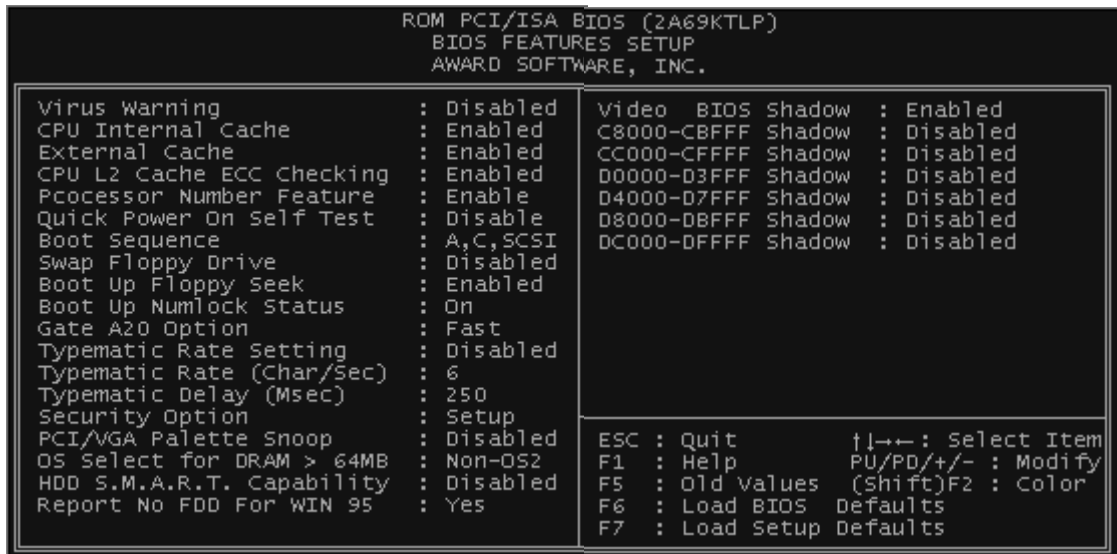 ROM PCI/ISA BIOS (2A69KTLP)
BIOS FEATURES SETUP
AWARD SOFTWARE, INC.
Virus Warning : Disabled
CPU Internal Cache : Enabled
External Cache : Enabled
CPU L2 Cache ECC Checking : Enabled
Pcocessor Number Feature : Enable
Quick Power On Self Test : Disable
Boot Sequence : A,C,SCSI
Swap Floppy Drive : Disabled
Boot Up Floppy Seek : Enabled
Boot Up Numlock Status : On
Gate A20 Option : Fast
Typematic Rate Setting : Disabled
Typematic Rate (Char/Sec) : 6
Typematic Delay (Msec) : 250
Security Option : Setup
PCI/VGA Palette Snoop : Disabled
OS Select for DRAM > 64MB : Non-OS2
HDD S.M.A.R.T. Capability : Disabled
Report No FDD For WIN 95 : Yes
Video BIOS Shadow : Enabled
C8000-CBFFF Shadow : Disabled
CC000-CFFFF Shadow : Disabled
D0000-D3FFF Shadow : Disabled
D4000-D7FFF Shadow : Disabled
D8000-DBFFF Shadow : Disabled
DC000-DFFFF Shadow : Disabled
ESC : Quit ↑↓→← : Select Item
F1 : Help PU/PD/+/- : Modify
F5 : Old Values (Shift)F2 : Color
F6 : Load BIOS Defaults
F7 : Load Setup Defaults